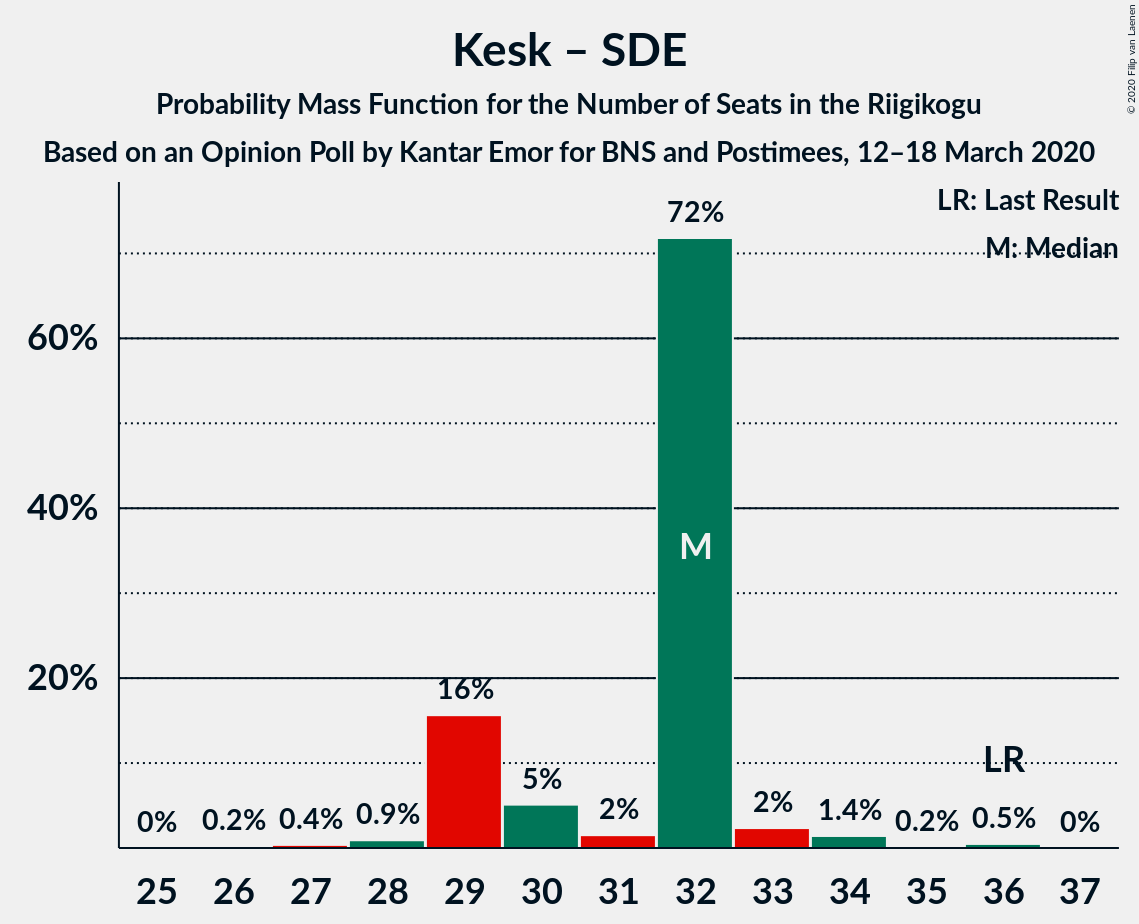 Kesk – SDE
Probability Mass Function for the Number of Seats in the Riigikogu
Based on an Opinion Poll by Kantar Emor for BNS and Postimees, 12–18 March 2020
© 2020 Filip van Laenen
LR: Last Result
M: Median
60%
40%
20%
0%
0.2%
0.4%
0.9%
16%
5%
2%
72%
M
2%
1.4%
0.2%
LR
0.5%
0%
25 26 27 28 29 30 31 32 33 34 35 36 37